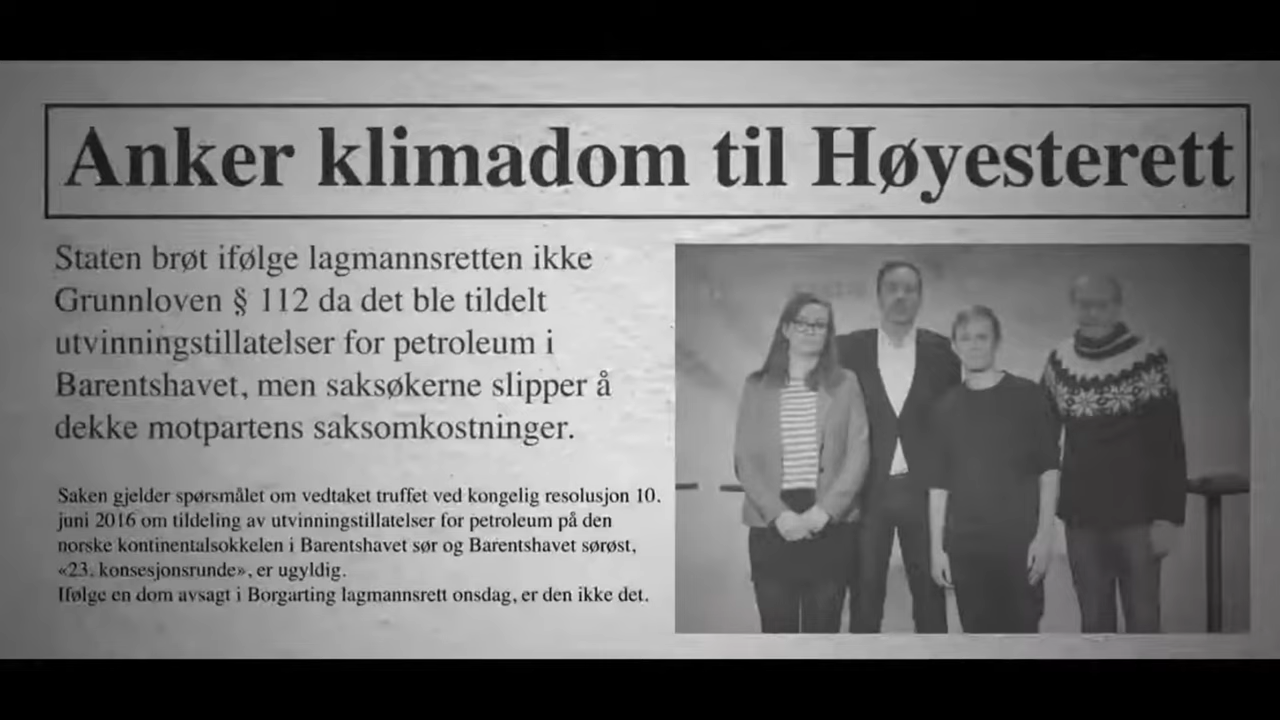 Anker klimadom til Høyesterett
Staten brøt ifølge lagmannsretten ikke
Grunnloven § 112 da det ble tildelt
utvinningstillatelser for petroleum i
Barentshavet, men saksøkerne slipper å
dekke motpartens saksomkostninger.
Saken gjelder spørsmålet om vedtaket truffet ved kongelig resolusjon 10.
juni 2016 om tildeling av utvinningstillatelser for petroleum på den
norske kontinentalsokkelen i Barentshavet sør og Barentshavet sørøst,
«23. konsesjonsrunde», er ugyldig.
Ifølge en dom avsagt i Borgarting lagmannsrett onsdag, er den ikke det.